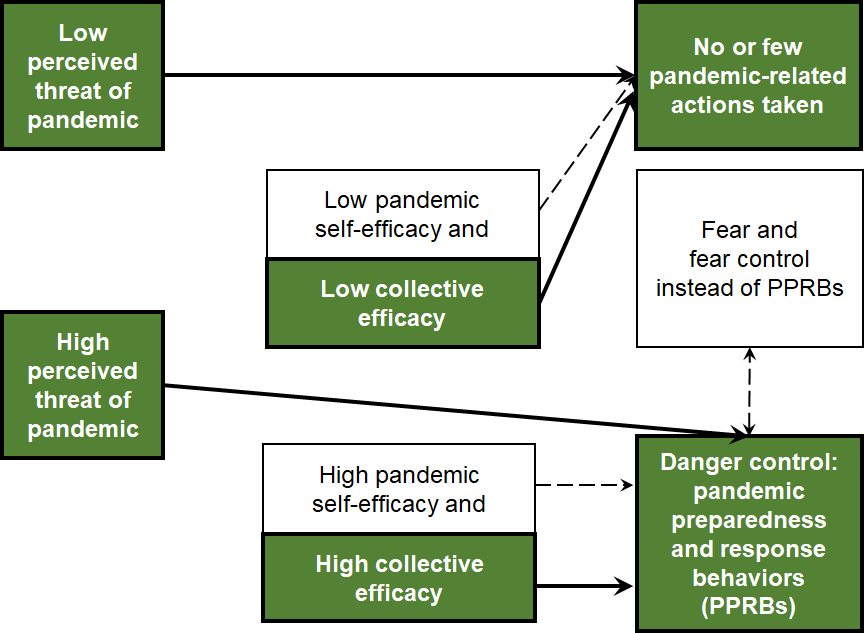 Low
perceived
threat of
pandemic
No or few
pandemic-related
actions taken
Low pandemic
self-efficacy and
Low collective
efficacy
Fear and
fear control
instead of PPRBs
High
perceived
threat of
pandemic
High pandemic
self-efficacy and
High collective
efficacy
Danger control:
pandemic
preparedness
and response
behaviors
(PPRBs)